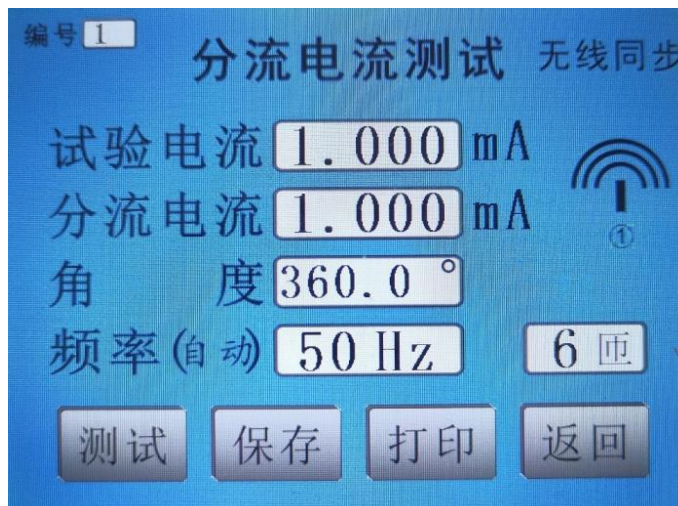 编号 1
分流电流测试 无线同步
试验电流 1.000 mA
分流电流 1.000 mA
①
角 度 360.0 °
频率(自动) 50 Hz 6 匝
测试 保存 打印 返回